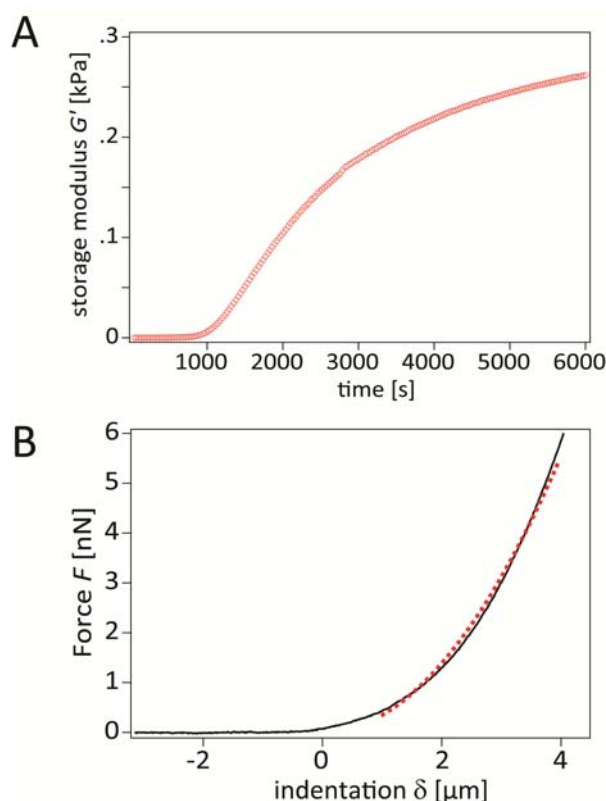 A
storage modulus G' [kPa]
.3
.2
.1
0
1000 2000 3000 4000 5000 6000
time [s]
B
Force F [nN]
6
5
4
3
2
1
0
-2 0 2 4
indentation δ [μm]